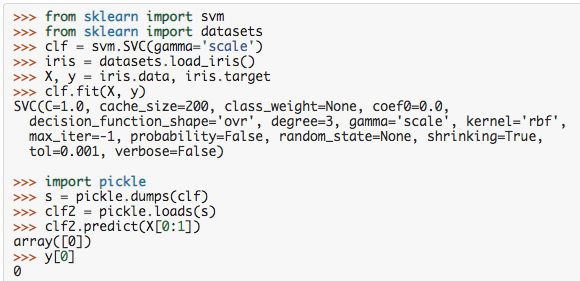 >>> from sklearn import svm
>>> from sklearn import datasets
>>> clf = svm.SVC(gamma='scale')
>>> iris = datasets.load_iris()
>>> X, y = iris.data, iris.target
>>> clf.fit(X, y)
SVC(C=1.0, cache_size=200, class_weight=None, coef0=0.0,
  decision_function_shape='ovr', degree=3, gamma='scale', kernel='rbf',
  max_iter=-1, probability=False, random_state=None, shrinking=True,
  tol=0.001, verbose=False)

>>> import pickle
>>> s = pickle.dumps(clf)
>>> clf2 = pickle.loads(s)
>>> clf2.predict(X[0:1])
array([0])
>>> y[0]
0